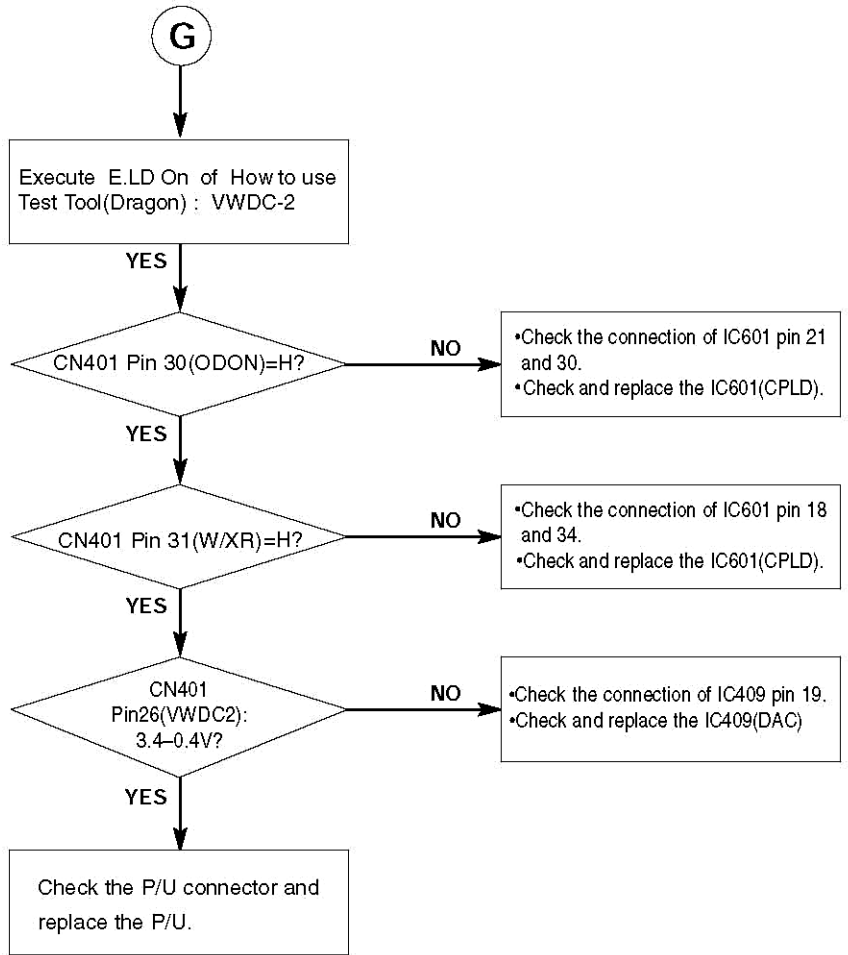 G
Execute E.LD On of How to use
Test Tool(Dragon) : VWDC-2
YES
CN401 Pin 30(ODON)=H?
NO
•Check the connection of IC601 pin 21
and 30.
•Check and replace the IC601(CPLD).
YES
CN401 Pin 31(W/XR)=H?
NO
•Check the connection of IC601 pin 18
and 34.
•Check and replace the IC601(CPLD).
YES
CN401
Pin26(VWDC2):
3.4–0.4V?
NO
•Check the connection of IC409 pin 19.
•Check and replace the IC409(DAC)
YES
Check the P/U connector and
replace the P/U.